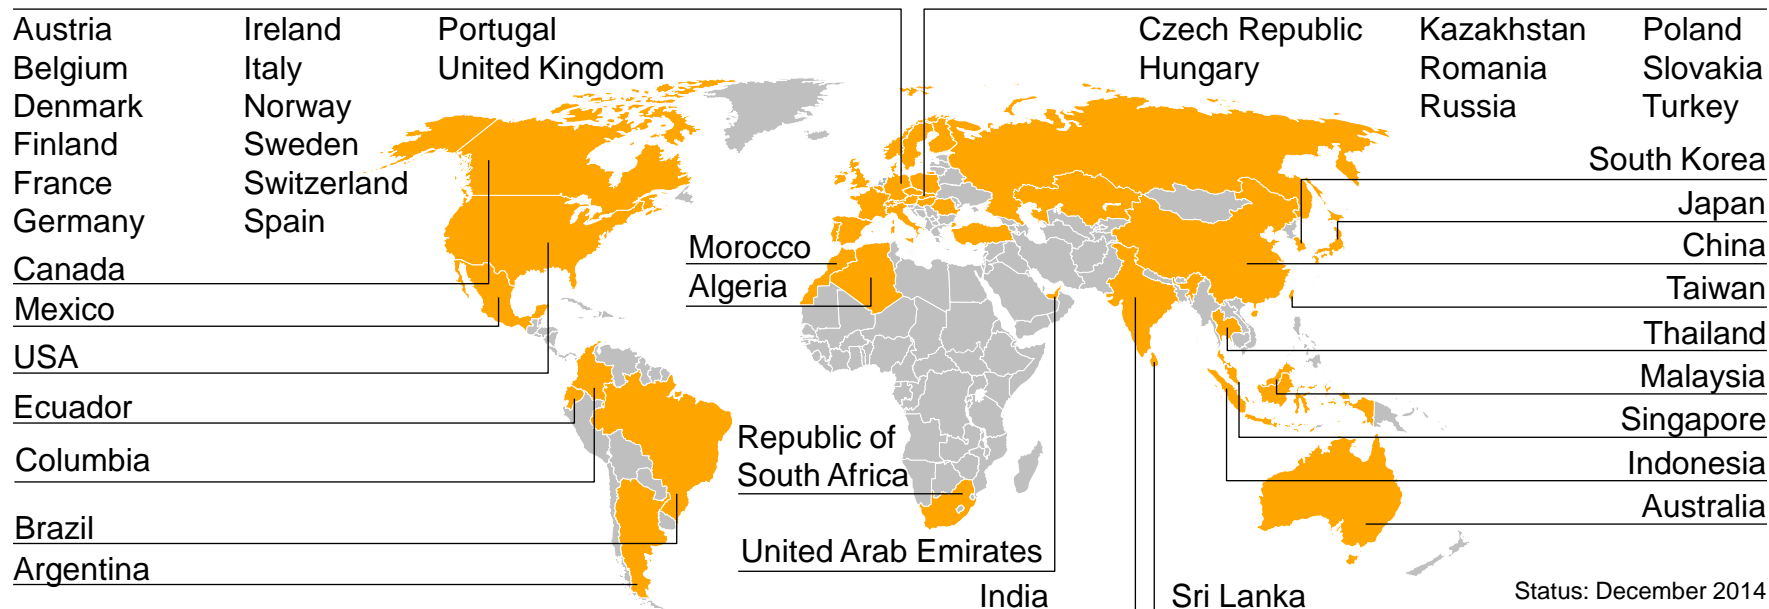 Austria
Belgium
Denmark
Finland
France
Germany
Ireland
Italy
Norway
Sweden
Switzerland
Spain
Portugal
United Kingdom
Czech Republic
Hungary
Kazakhstan
Romania
Russia
Poland
Slovakia
Turkey
Canada
Mexico
USA
Ecuador
Columbia
Brazil
Argentina
Morocco
Algeria
Republic of
South Africa
United Arab Emirates
India
Sri Lanka
South Korea
Japan
China
Taiwan
Thailand
Malaysia
Singapore
Indonesia
Australia
Status: December 2014